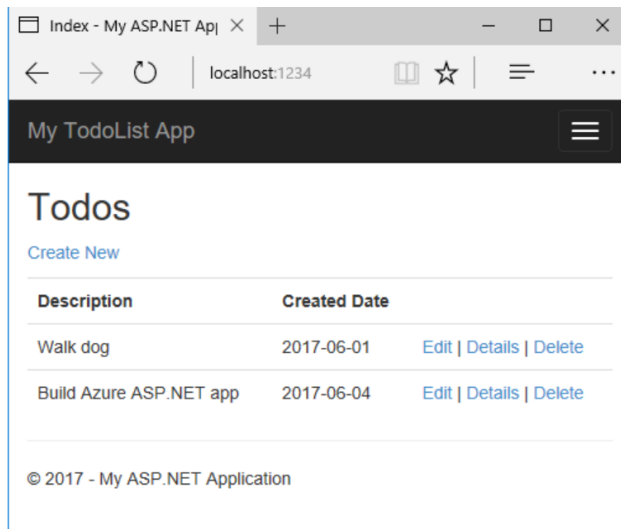 Index - My ASP.NET Ap
localhost:1234
My TodoList App
Todos
Create New
Description Created Date
Walk dog 2017-06-01 Edit | Details | Delete
Build Azure ASP.NET app 2017-06-04 Edit | Details | Delete
© 2017 - My ASP.NET Application